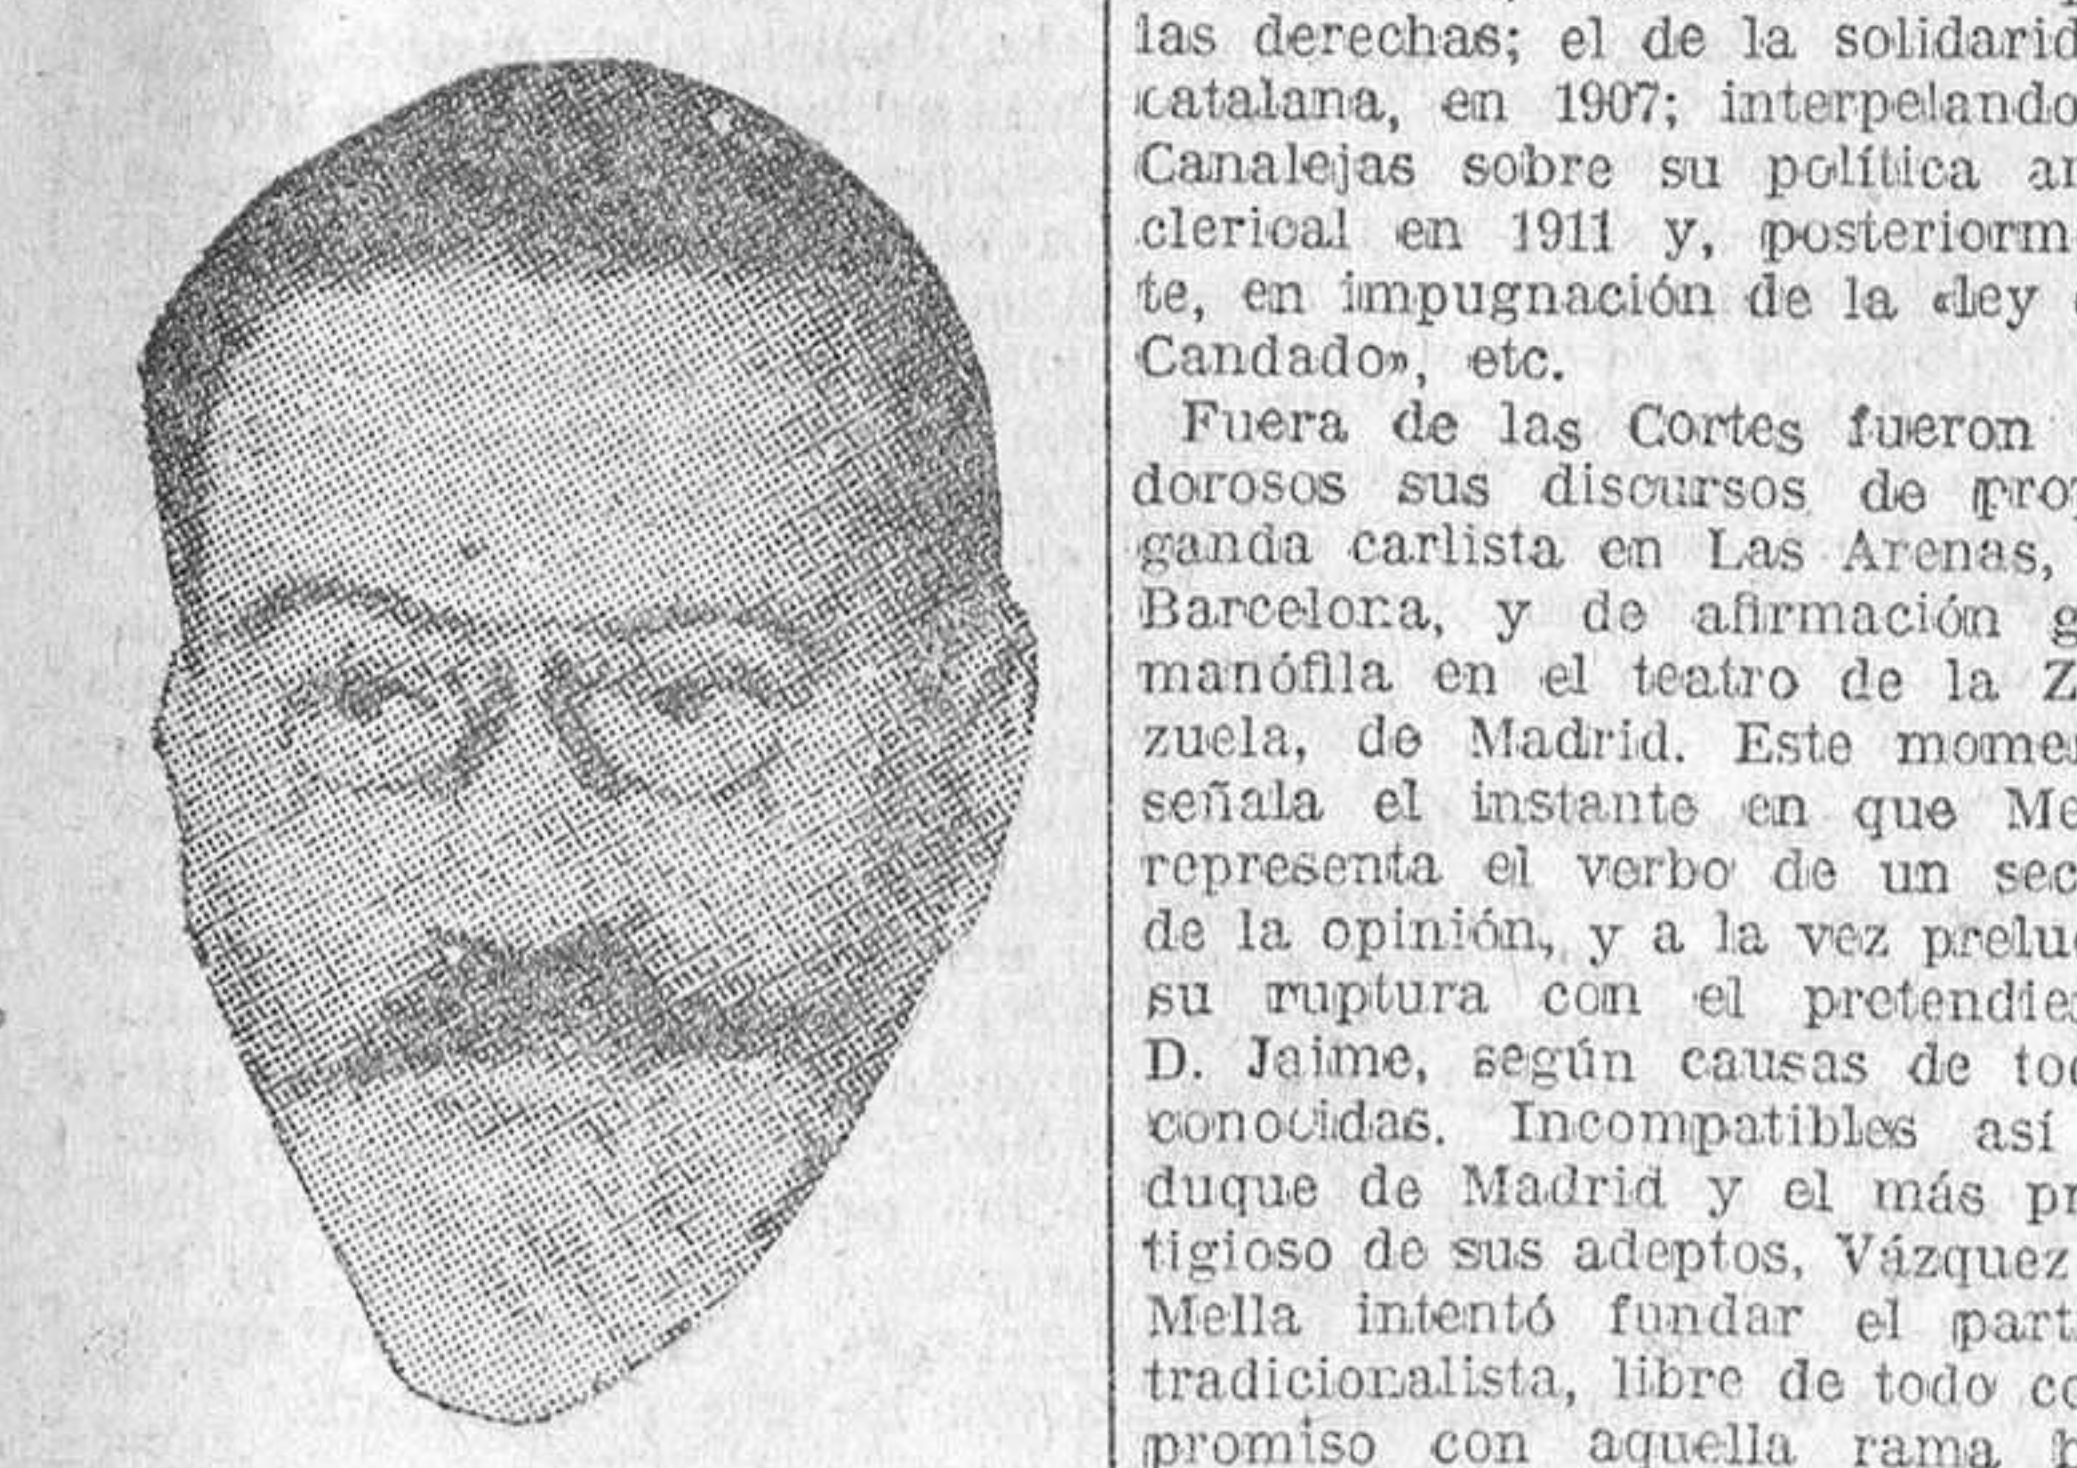 las derechas; el de la solidarid
catalana, en 1907; interpelando
Canalejas sobre su política an
clerical en 1911 y, posteriorm
te, en impugnación de la «ley
Candado», etc.
Fuera de las Cortes fueron
dorosos sus discursos de prop
ganda carlista en Las Arenas,
Barcelona, y de afirmación g
manófila en el teatro de la Z
zuela, de Madrid. Este momen
señala el instante en que Me
representa el verbo de un sec
de la opinión, y a la vez prelud
su ruptura con el pretendien
D. Jaime, según causas de tod
conocidas. Incompatibles así
duque de Madrid y el más pr
tigioso de sus adeptos, Vázquez
Mella intentó fundar el part
tradicionalista, libre de todo co
promiso con aquella rama b